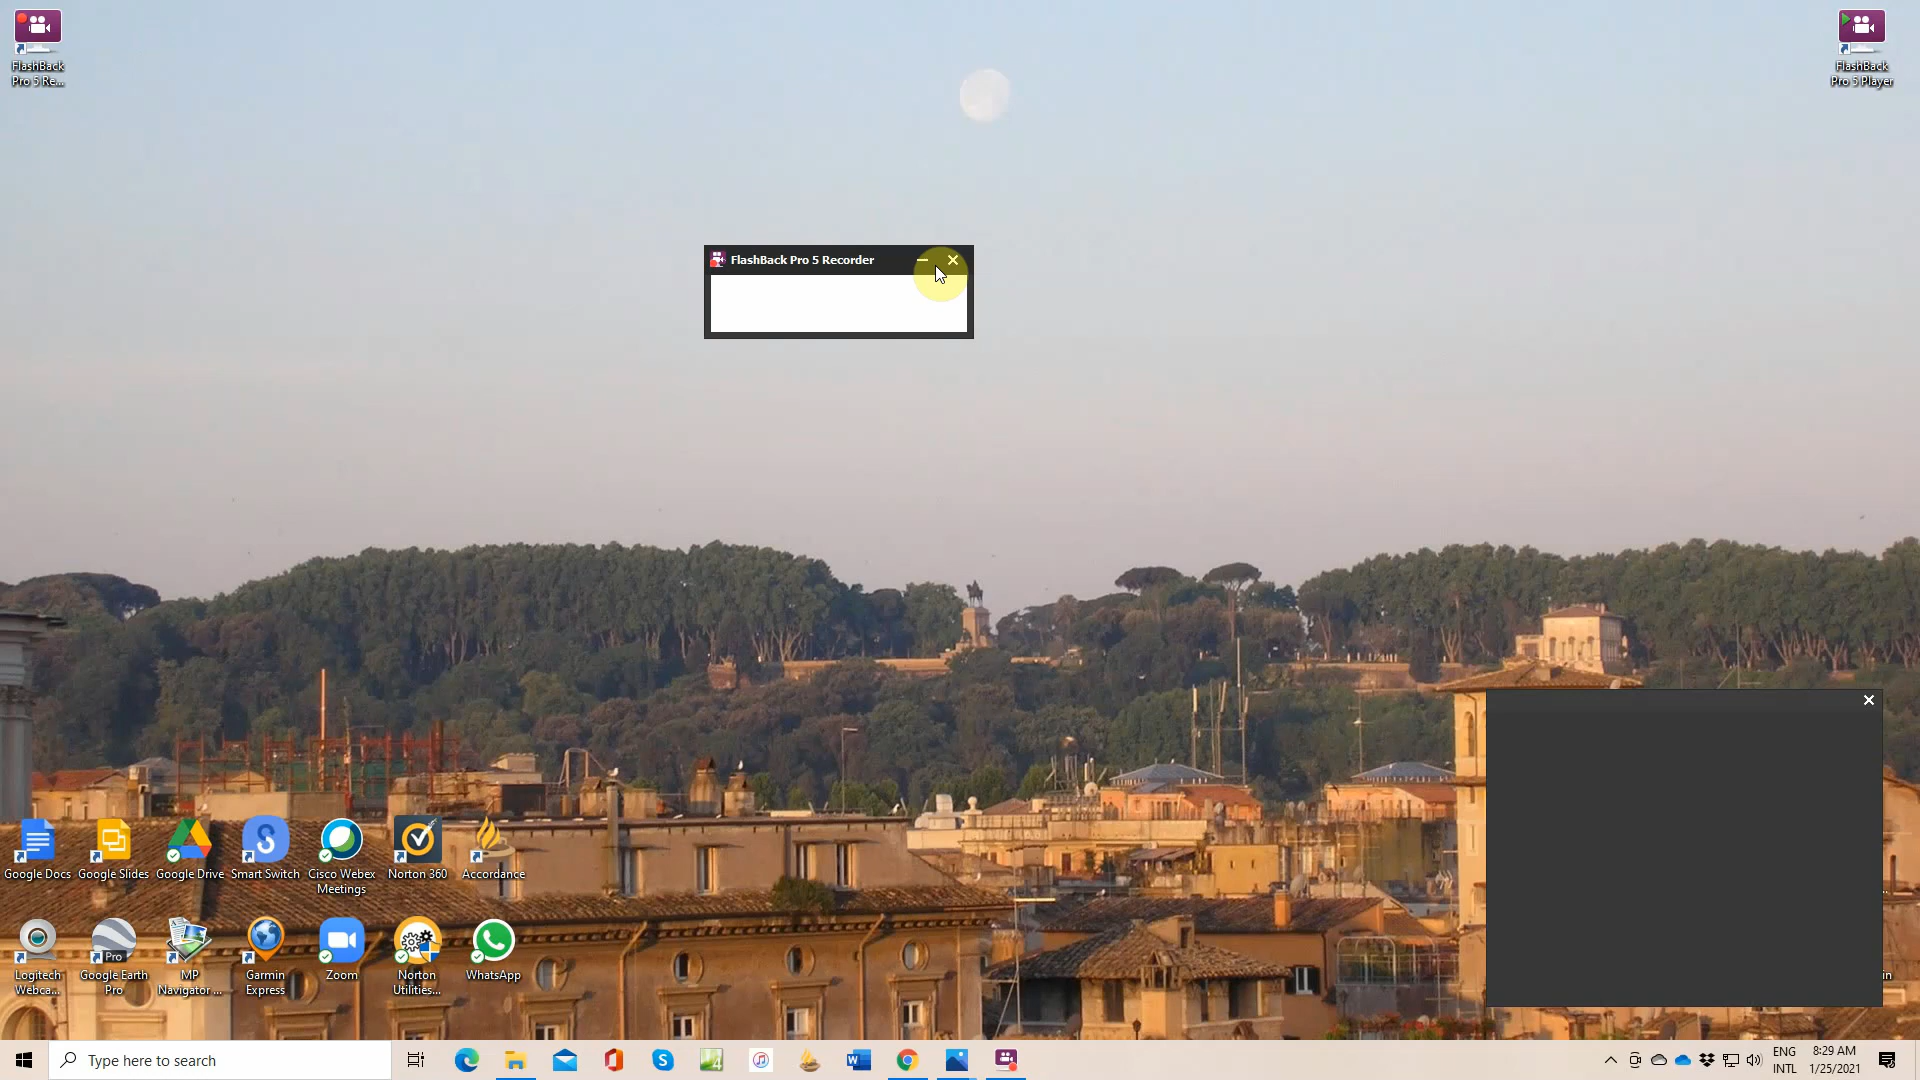 FlashBack
Pro 5 Re...
FlashBack
Pro 5 Player
FlashBack Pro 5 Recorder
Google Docs
Google Slides
Google Drive
Smart Switch
Cisco Webex
Meetings
Norton 360
Accordance
Logitech
Webca...
Pro
Google Earth
Pro
MP
Navigator ...
Garmin
Express
Zoom
Norton
Utilities...
WhatsApp
in
Type here to search
ENG
INTL
8:29 AM
1/25/2021